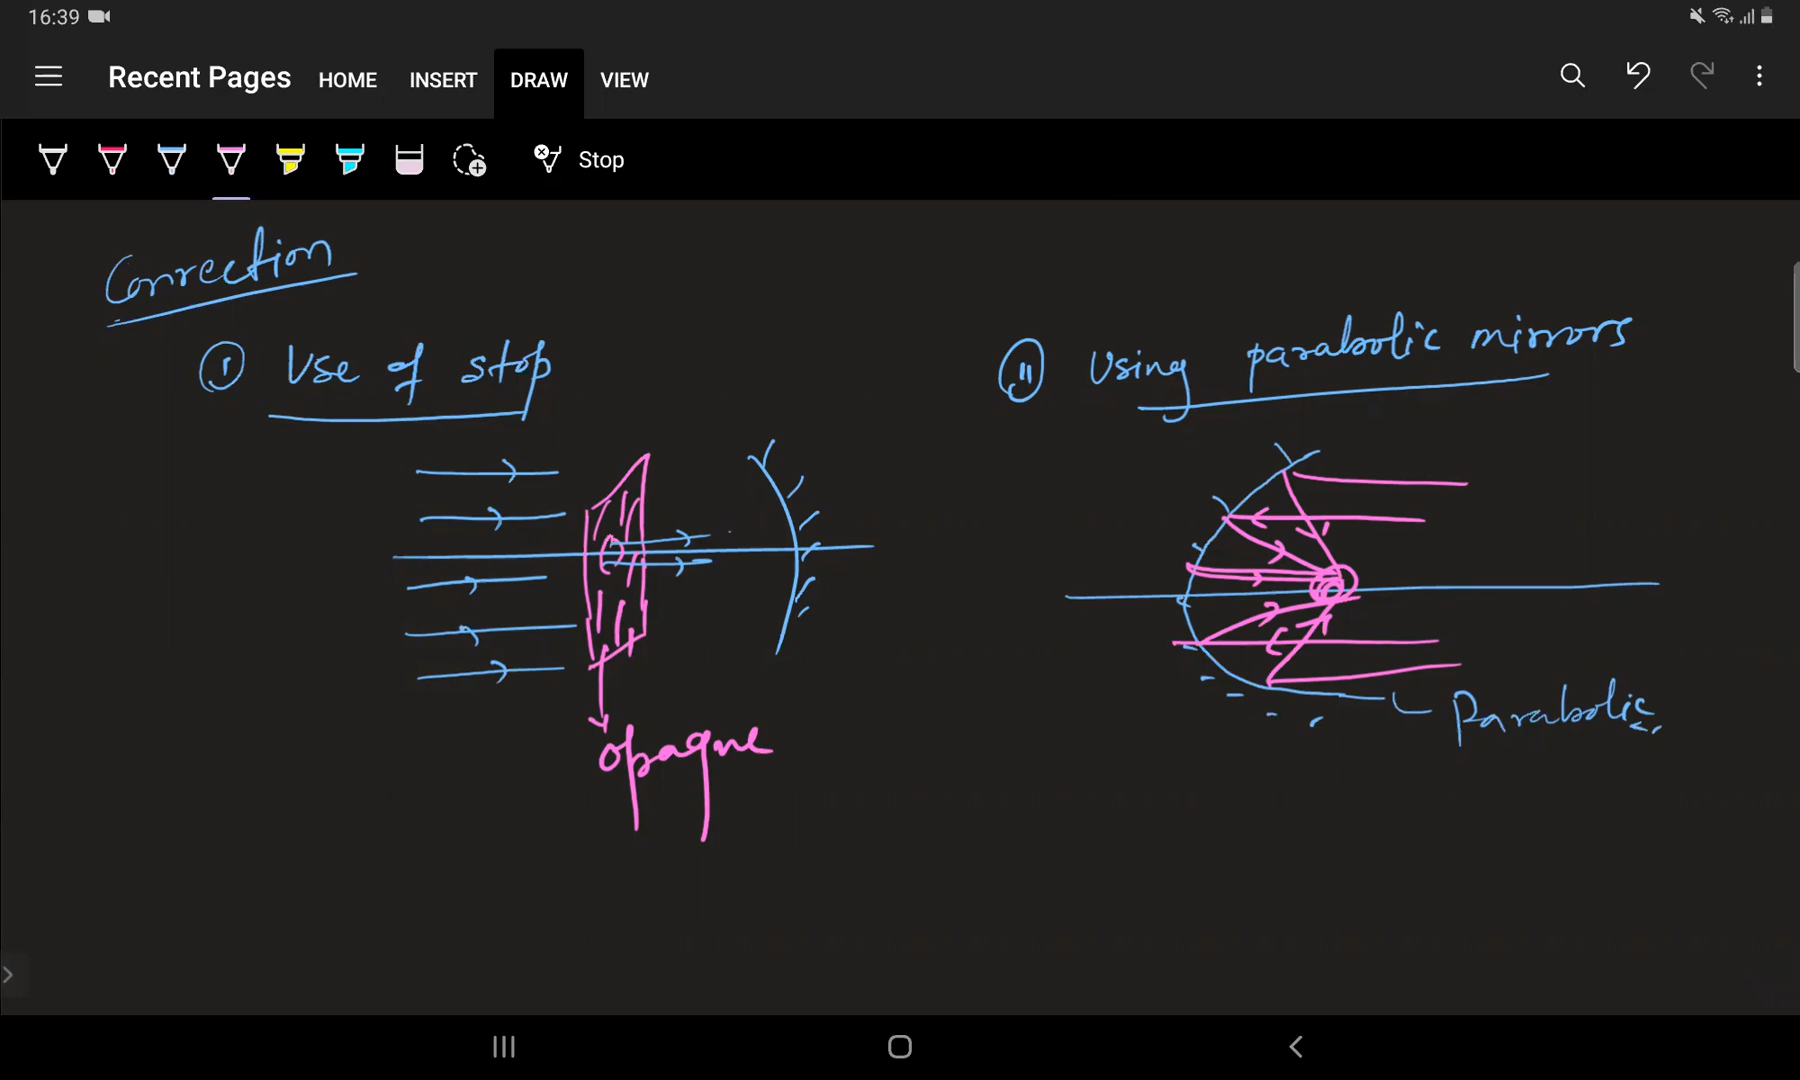 16:39
Recent Pages HOME INSERT DRAW VIEW
Stop
Correction
I Use of stop
II Using parabolic mirrors
opaque
Parabolic